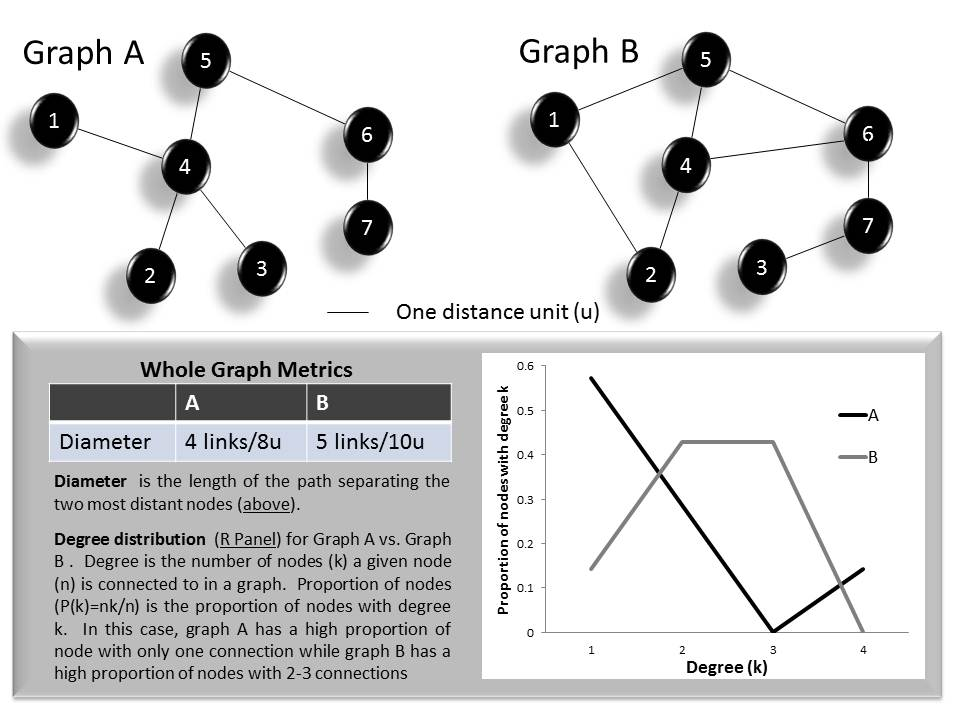 Graph A
5
1
6
4
7
2
3
Graph B
5
1
6
4
7
2
3
One distance unit (u)
Whole Graph Metrics
A B
Diameter 4 links/8u 5 links/10u
Diameter is the length of the path separating the
two most distant nodes (above).
Degree distribution (R Panel) for Graph A vs. Graph
B . Degree is the number of nodes (k) a given node
(n) is connected to in a graph. Proportion of nodes
(P(k)=nk/n) is the proportion of nodes with degree
k. In this case, graph A has a high proportion of
node with only one connection while graph B has a
high proportion of nodes with 2-3 connections
Proportion of nodes with degree k
0.6
0.5
0.4
0.3
0.2
0.1
0
1 2 3 4
Degree (k)
A
B